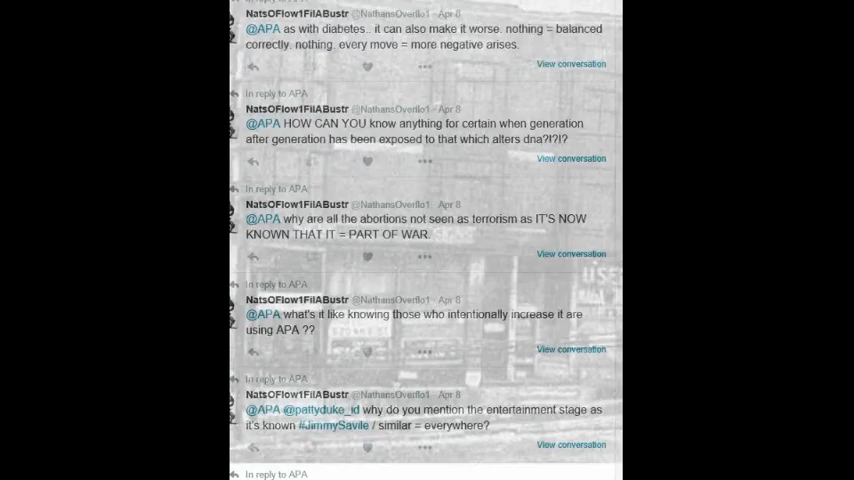 In reply to APA
NatsOFlow1FilABustr @NathansOverflo1 · Apr 8
@APA as with diabetes.. it can also make it worse. nothing = balanced
correctly. nothing. every move = more negative arises.
View conversation
In reply to APA
NatsOFlow1FilABustr @NathansOverflo1 · Apr 8
@APA HOW CAN YOU know anything for certain when generation
after generation has been exposed to that which alters dna?!?!?
View conversation
In reply to APA
NatsOFlow1FilABustr @NathansOverflo1 · Apr 8
@APA why are all the abortions not seen as terrorism as IT'S NOW
KNOWN THAT IT = PART OF WAR.
View conversation
In reply to APA
NatsOFlow1FilABustr @NathansOverflo1 · Apr 8
@APA what's it like knowing those who intentionally increase it are
using APA ??
View conversation
In reply to APA
NatsOFlow1FilABustr @NathansOverflo1 · Apr 8
@APA @pattyduke_id why do you mention the entertainment stage as
it's known #JimmySavile / similar = everywhere?
View conversation
In reply to APA